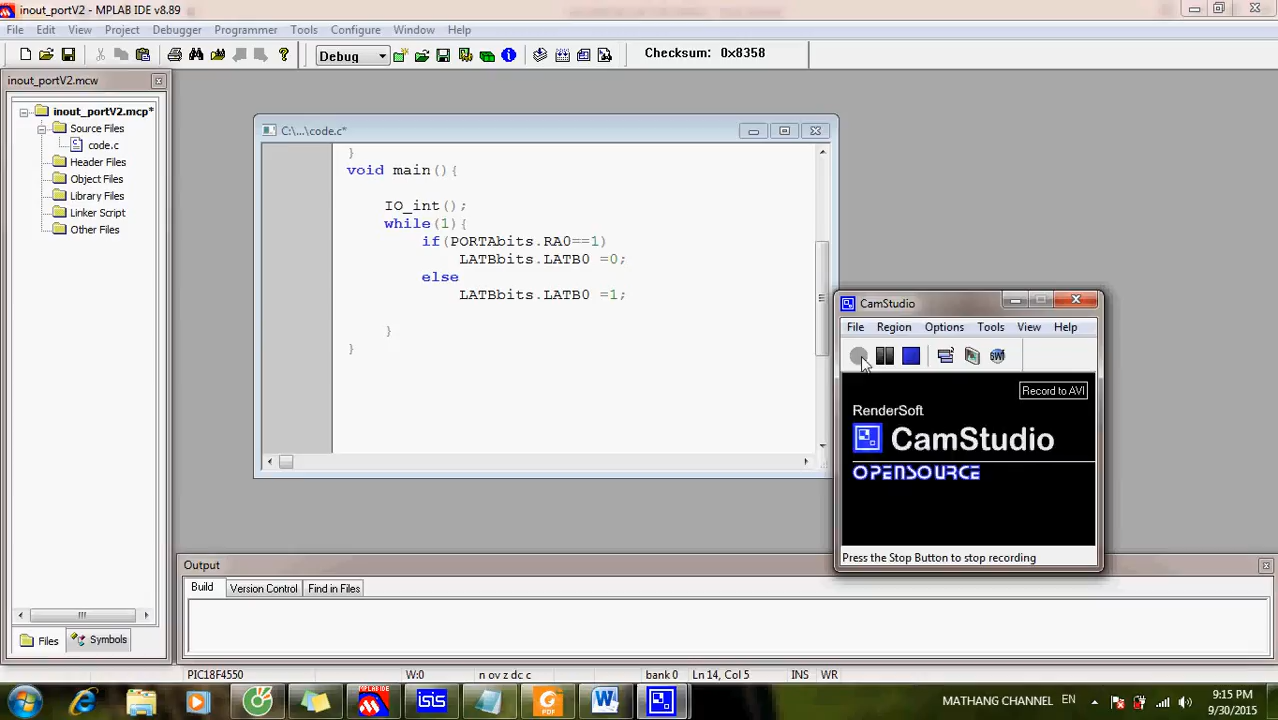 inout_portV2 - MPLAB IDE v8.89
File Edit View Project Debugger Programmer Tools Configure Window Help
Debug
Checksum: 0x8358
inout_portV2.mcw
inout_portV2.mcp*
Source Files
code.c
Header Files
Object Files
Library Files
Linker Script
Other Files
Files
Symbols
C:\...\code.c*
}
void main(){
IO_int();
while(1){
if(PORTAbits.RA0==1)
LATBbits.LATB0 =0;
else
LATBbits.LATB0 =1;
}
}
CamStudio
File Region Options Tools View Help
SWF
Record to AVI
RenderSoft
CamStudio
OPENSOURCE
Press the Stop Button to stop recording
Output
Build Version Control Find in Files
PIC18F4550 W:0 n ov z dc c bank 0 Ln 14, Col 5 INS WR
MPLAB IDE
isis
PDF
W
MATHANG CHANNEL EN
9:15 PM
9/30/2015